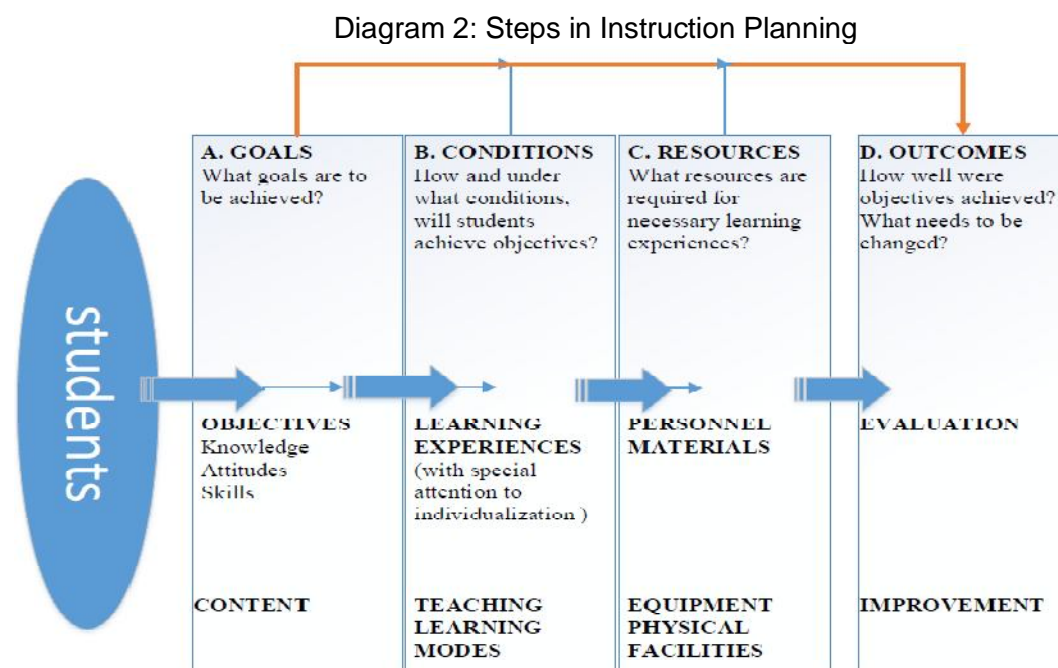 Diagram 2: Steps in Instruction Planning
students
A. GOALS
What goals are to
be achieved?
OBJECTIVES
Knowledge
Attitudes
Skills
CONTENT
B. CONDITIONS
How and under
what conditions,
will students
achieve objectives?
LEARNING
EXPERIENCES
(with special
attention to
individualization )
TEACHING
LEARNING
MODES
C. RESOURCES
What resources are
required for
necessary learning
experiences?
PERSONNEL
MATERIALS
EQUIPMENT
PHYSICAL
FACILITIES
D. OUTCOMES
How well were
objectives achieved?
What needs to be
changed?
EVALUATION
IMPROVEMENT